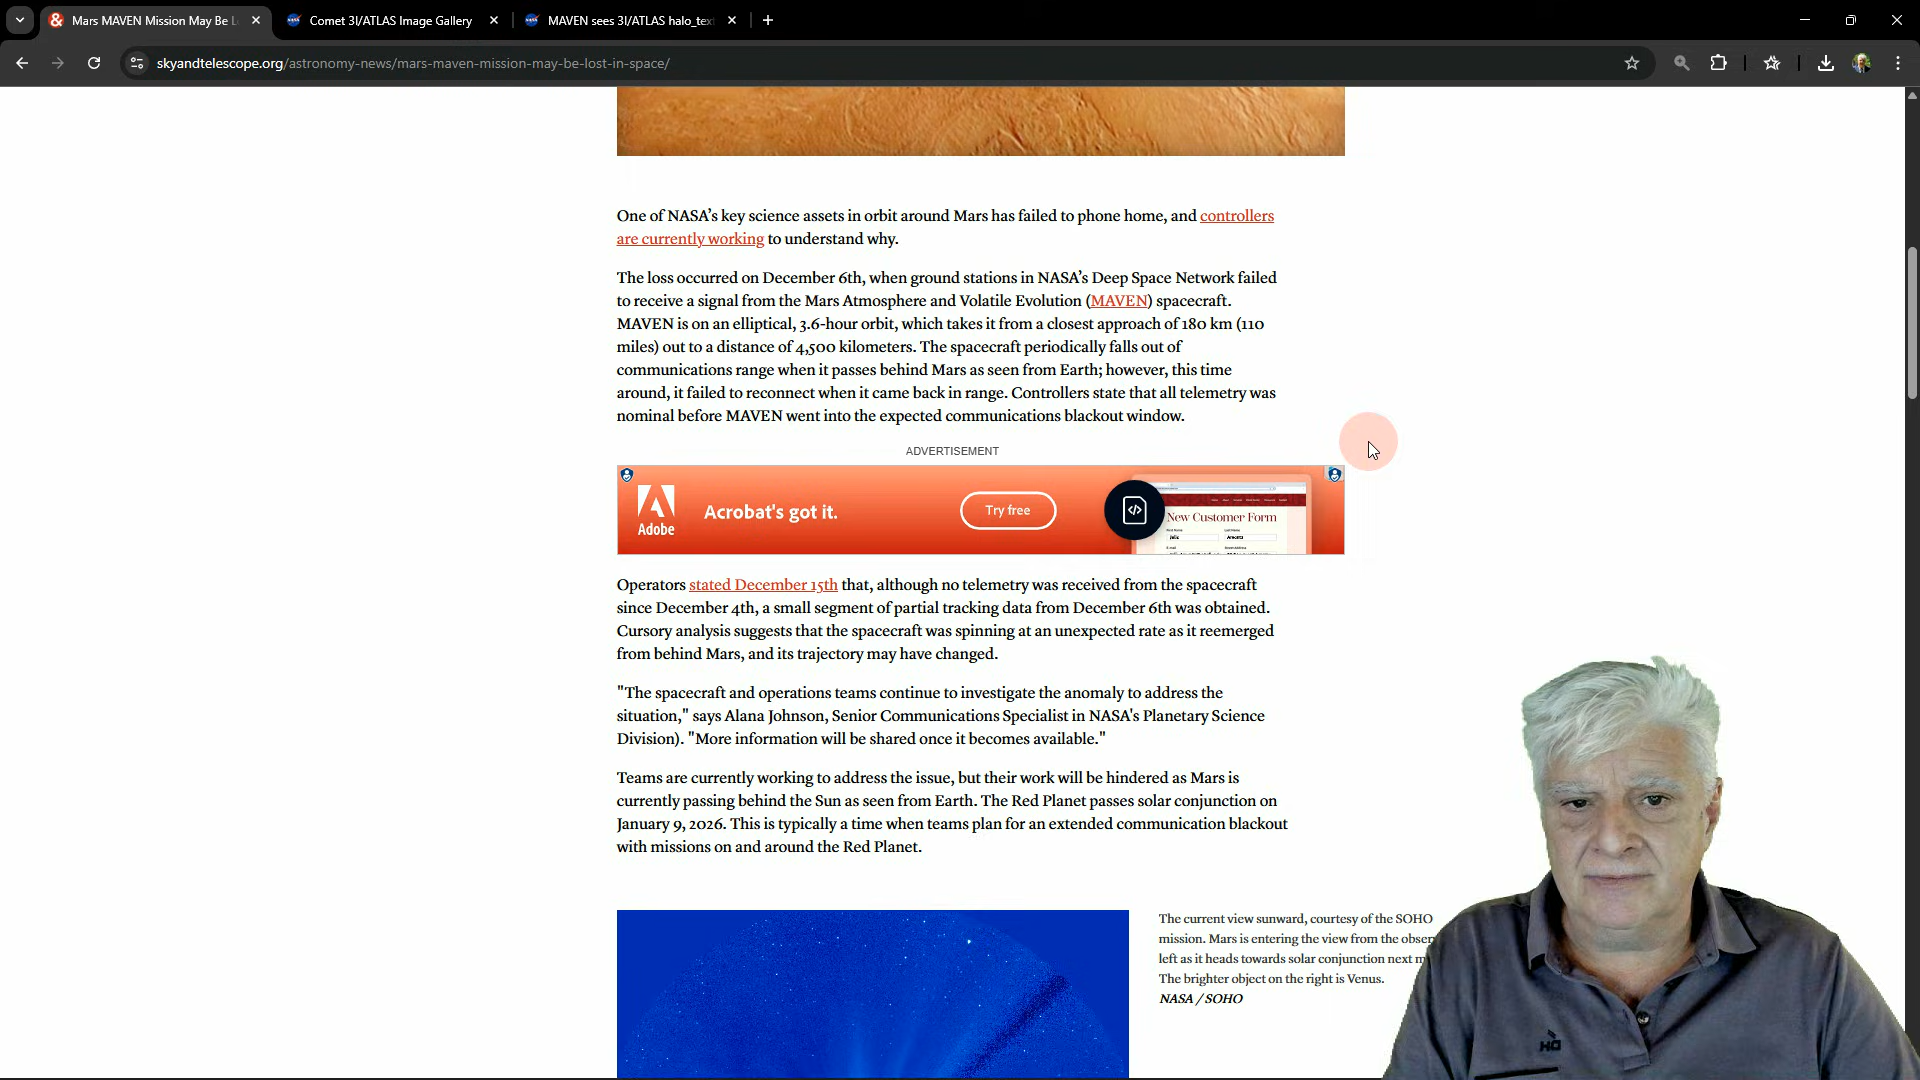 Mars MAVEN Mission May Be L
Comet 3I/ATLAS Image Gallery
MAVEN sees 3I/ATLAS halo_text
skyandtelescope.org/astronomy-news/mars-maven-mission-may-be-lost-in-space/
One of NASA's key science assets in orbit around Mars has failed to phone home, and controllers
are currently working to understand why.
The loss occurred on December 6th, when ground stations in NASA's Deep Space Network failed
to receive a signal from the Mars Atmosphere and Volatile Evolution (MAVEN) spacecraft.
MAVEN is on an elliptical, 3.6-hour orbit, which takes it from a closest approach of 180 km (110
miles) out to a distance of 4,500 kilometers. The spacecraft periodically falls out of
communications range when it passes behind Mars as seen from Earth; however, this time
around, it failed to reconnect when it came back in range. Controllers state that all telemetry was
nominal before MAVEN went into the expected communications blackout window.
ADVERTISEMENT
Adobe
Acrobat's got it.
Try free
New Customer Form
Operators stated December 15th that, although no telemetry was received from the spacecraft
since December 4th, a small segment of partial tracking data from December 6th was obtained.
Cursory analysis suggests that the spacecraft was spinning at an unexpected rate as it reemerged
from behind Mars, and its trajectory may have changed.
"The spacecraft and operations teams continue to investigate the anomaly to address the
situation," says Alana Johnson, Senior Communications Specialist in NASA's Planetary Science
Division). "More information will be shared once it becomes available."
Teams are currently working to address the issue, but their work will be hindered as Mars is
currently passing behind the Sun as seen from Earth. The Red Planet passes solar conjunction on
January 9, 2026. This is typically a time when teams plan for an extended communication blackout
with missions on and around the Red Planet.
The current view sunward, courtesy of the SOHO
mission. Mars is entering the view from the obser
left as it heads towards solar conjunction next m
The brighter object on the right is Venus.
NASA / SOHO
HQ